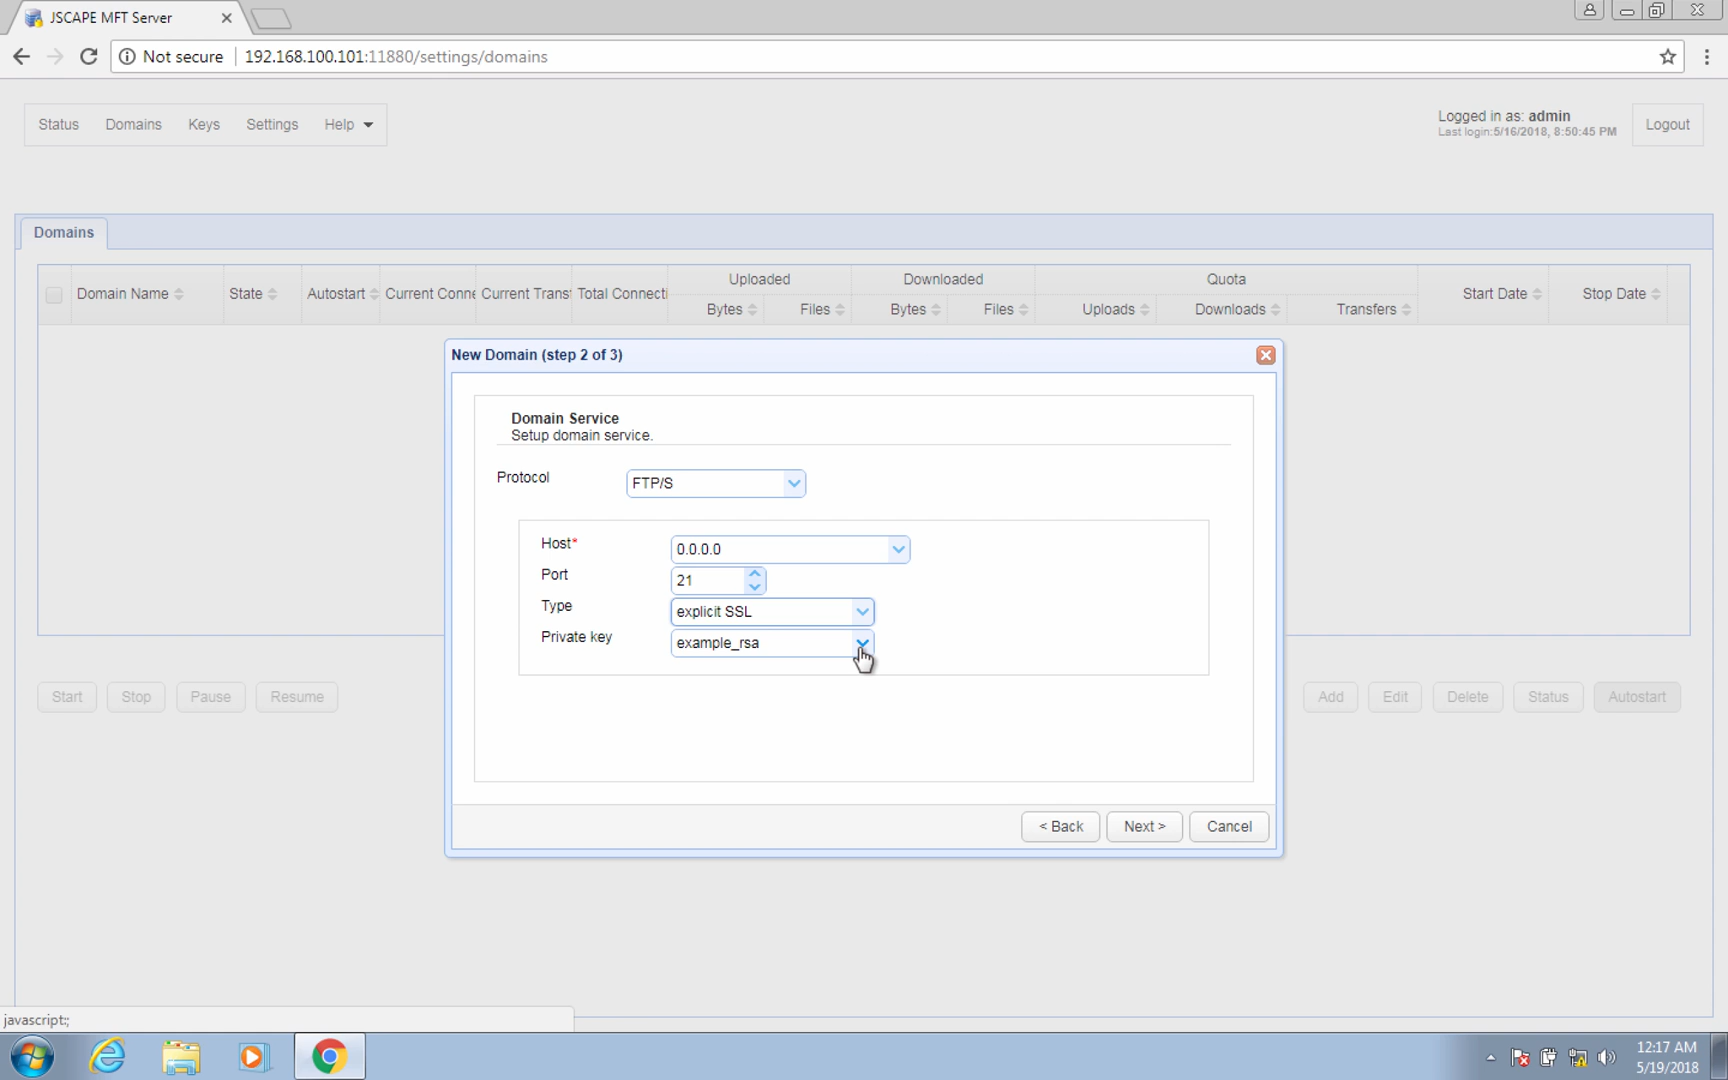 JSCAPE MFT Server
Not secure 192.168.100.101:11880/settings/domains
Status Domains Keys Settings Help
Logged in as: admin
Last login:5/16/2018, 8:50:45 PM
Logout
Domains
Domain Name State Autostart Current Conne Current Transf Total Connecti Uploaded Downloaded Quota Start Date Stop Date
Bytes Files Bytes Files Uploads Downloads Transfers
New Domain (step 2 of 3)
Domain Service
Setup domain service.
Protocol FTP/S
Host* 0.0.0.0
Port 21
Type explicit SSL
Private key example_rsa
Start Stop Pause Resume Add Edit Delete Status Autostart
< Back Next > Cancel
javascript:;
12:17 AM
5/19/2018